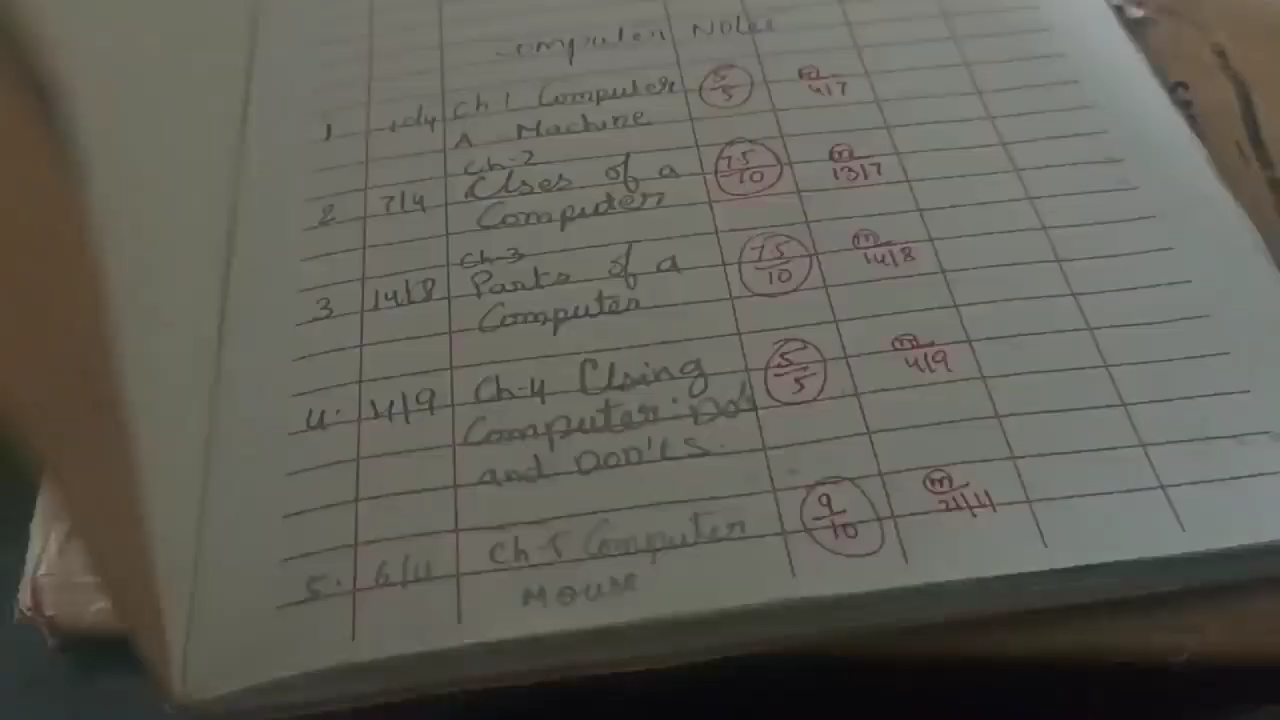 Computer Notes
1 Ch 1 Computer 5/5 m 4/7
A Machine
Ch-2
2 7/4 Uses of a 7.5/10 m 13/7
Computer
Ch-3
3 14/8 Parts of a 7.5/10 m 14/8
Computer
4. 4/9 Ch-4 Using 5/5 m 4/9
Computer: Do's
and Don'ts.
5. 6/11 Ch-5 Computer 9/10 m 21/11
Mouse